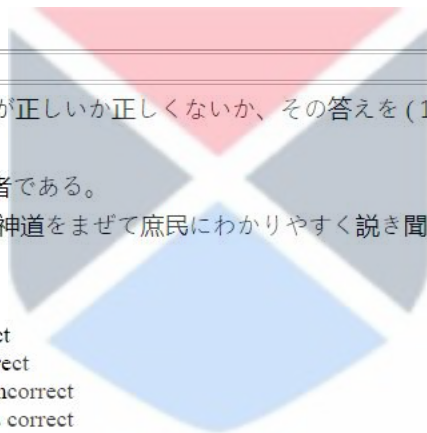 が正しいか正しくないか、その答えを ( 1
者である。
神道をまぜて庶民にわかりやすく説き聞
ct
rect
ncorrect
correct